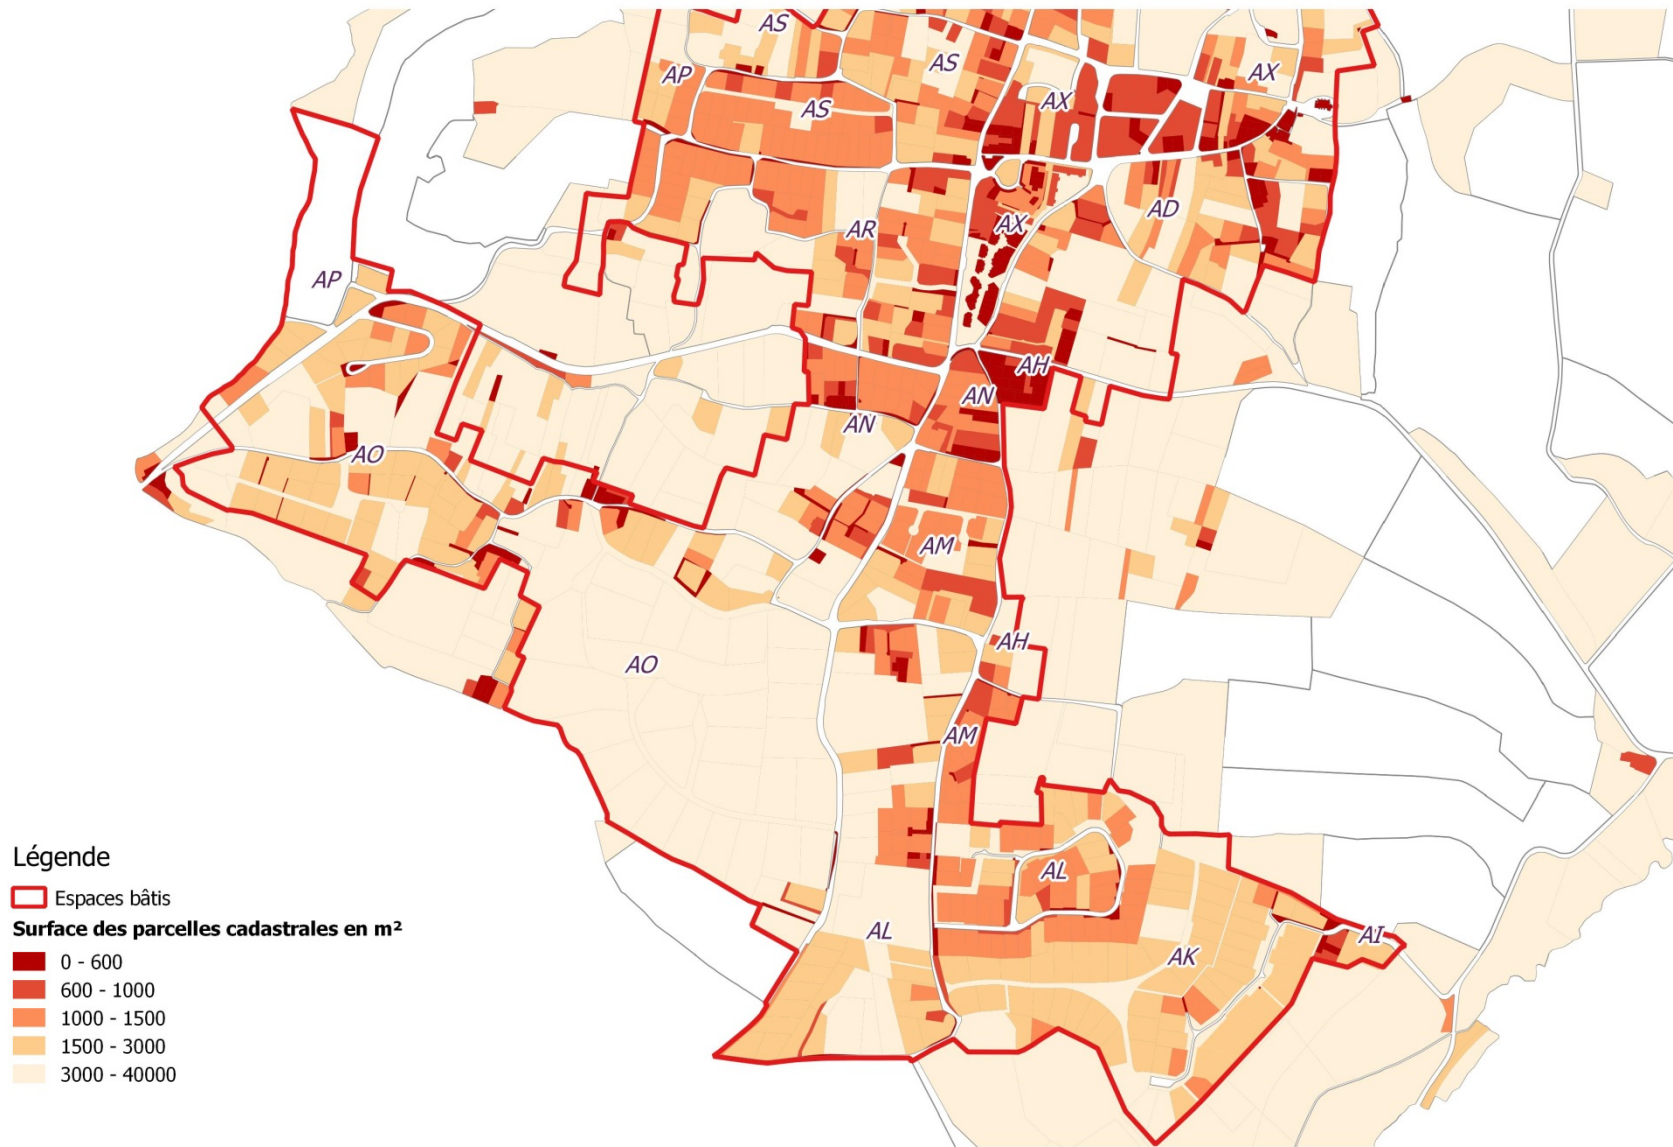 AS
AS
AP
AX
AX
AS
AD
AX
AR
AP
AH
AN
AN
AO
AM
AH
AO
AM
AL
AL
AI
AK
Légende
Espaces bâtis
Surface des parcelles cadastrales en m²
0 - 600
600 - 1000
1000 - 1500
1500 - 3000
3000 - 40000